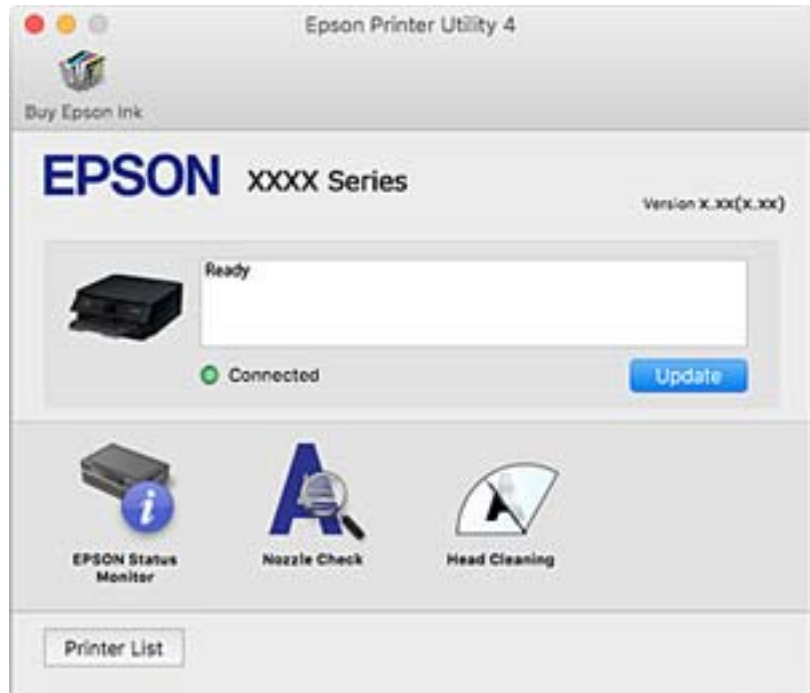 Epson Printer Utility 4
Buy Epson Ink
EPSON XXXX Series
Version X.XX(X.XX)
Ready
Connected
Update
EPSON Status
Monitor
Nozzle Check
Head Cleaning
Printer List